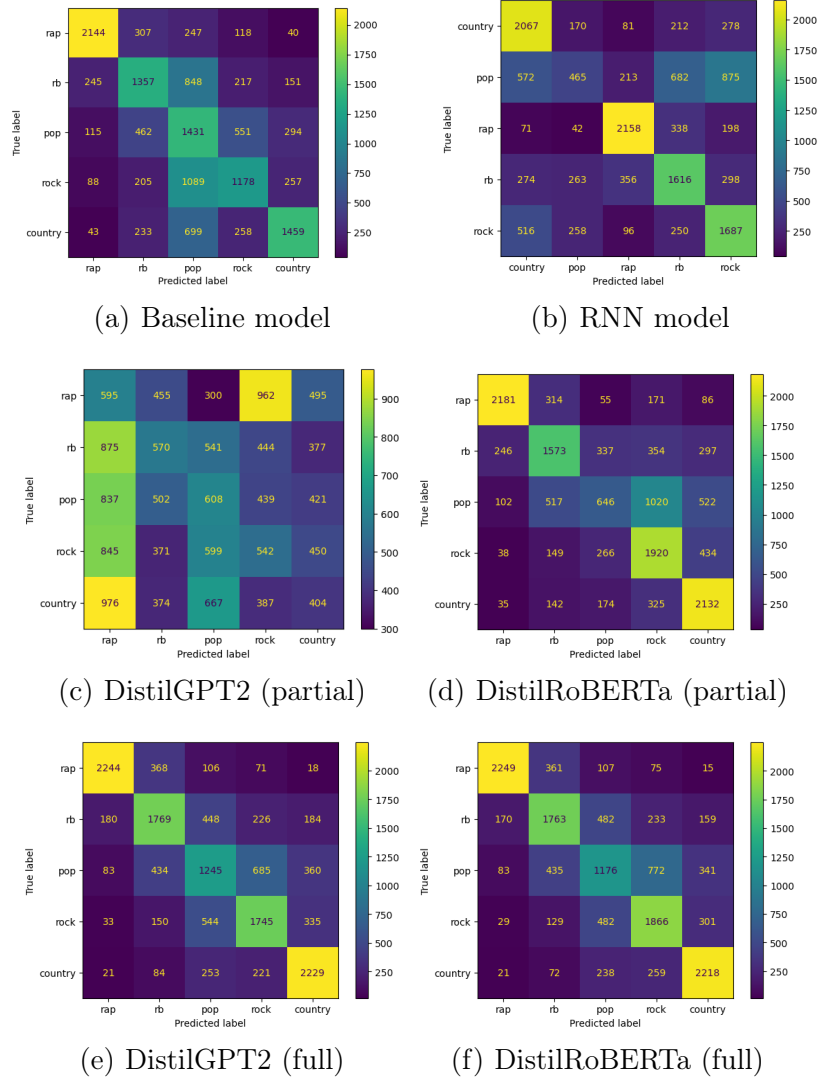 rap 2144 307 247 118 40
rb 245 1357 848 217 151
pop 115 462 1431 551 294
rock 88 205 1089 1178 257
country 43 233 699 258 1459
rap rb pop rock country
Predicted label
True label
2000
1750
1500
1250
1000
750
500
250
(a) Baseline model
country 2067 170 81 212 278
pop 572 465 213 682 875
rap 71 42 2158 338 198
rb 274 263 356 1616 298
rock 516 258 96 250 1687
country pop rap rb rock
Predicted label
True label
2000
1750
1500
1250
1000
750
500
250
(b) RNN model
rap 595 455 300 962 495
rb 875 570 541 444 377
pop 837 502 608 439 421
rock 845 371 599 542 450
country 976 374 667 387 404
rap rb pop rock country
Predicted label
True label
900
800
700
600
500
400
300
(c) DistilGPT2 (partial)
rap 2181 314 55 171 86
rb 246 1573 337 354 297
pop 102 517 646 1020 522
rock 38 149 266 1920 434
country 35 142 174 325 2132
rap rb pop rock country
Predicted label
True label
2000
1750
1500
1250
1000
750
500
250
(d) DistilRoBERTa (partial)
rap 2244 368 106 71 18
rb 180 1769 448 226 184
pop 83 434 1245 685 360
rock 33 150 544 1745 335
country 21 84 253 221 2229
rap rb pop rock country
Predicted label
True label
2000
1750
1500
1250
1000
750
500
250
(e) DistilGPT2 (full)
rap 2249 361 107 75 15
rb 170 1763 482 233 159
pop 83 435 1176 772 341
rock 29 129 482 1866 301
country 21 72 238 259 2218
rap rb pop rock country
Predicted label
True label
2000
1750
1500
1250
1000
750
500
250
(f) DistilRoBERTa (full)